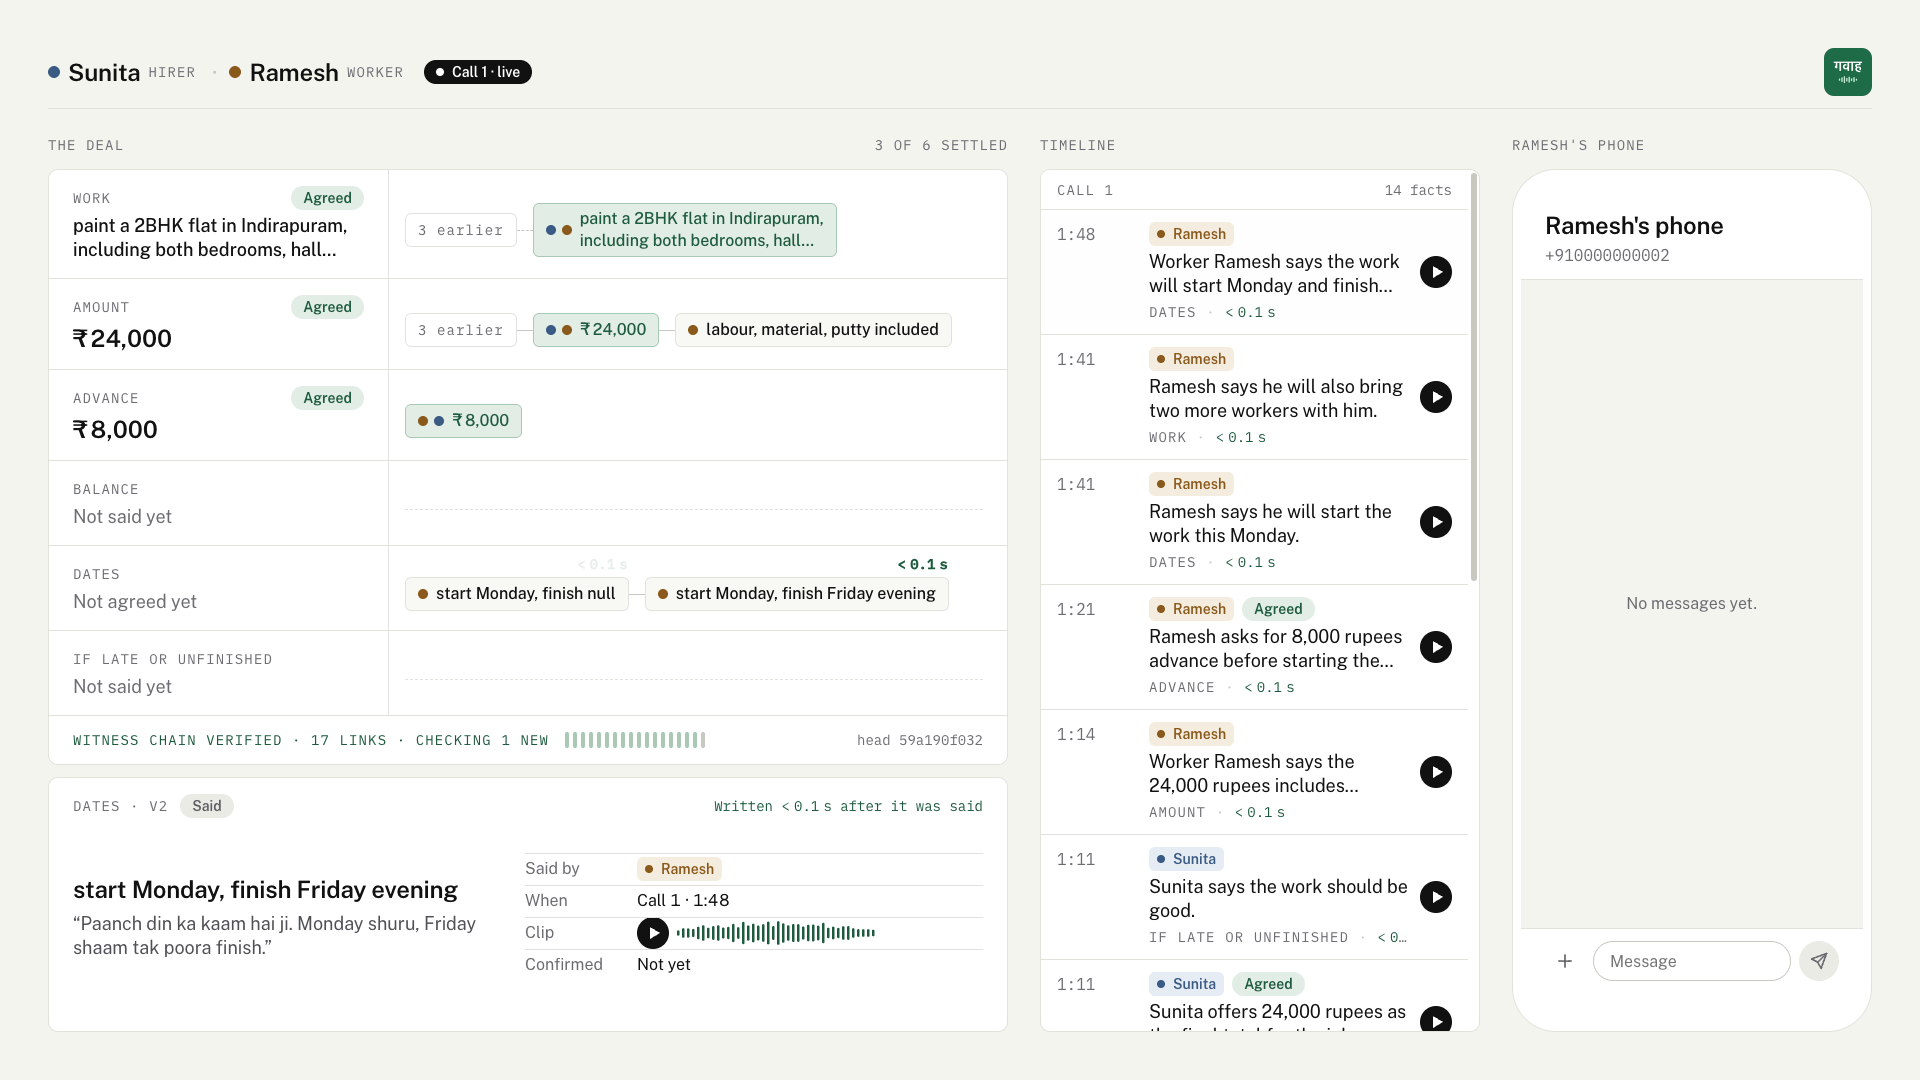 Sunita HIRER · Ramesh WORKER Call 1 · live
गवाह
THE DEAL 3 OF 6 SETTLED
WORK Agreed
paint a 2BHK flat in Indirapuram,
including both bedrooms, hall…
3 earlier
paint a 2BHK flat in Indirapuram,
including both bedrooms, hall…
AMOUNT Agreed
₹24,000
3 earlier ₹24,000 labour, material, putty included
ADVANCE Agreed
₹8,000
₹8,000
BALANCE
Not said yet
DATES
Not agreed yet
<0.1 s <0.1 s
start Monday, finish null start Monday, finish Friday evening
IF LATE OR UNFINISHED
Not said yet
WITNESS CHAIN VERIFIED · 17 LINKS · CHECKING 1 NEW head 59a190f032
DATES · V2 Said Written <0.1 s after it was said
start Monday, finish Friday evening
“Paanch din ka kaam hai ji. Monday shuru, Friday
shaam tak poora finish.”
Said by Ramesh
When Call 1 · 1:48
Clip
Confirmed Not yet
TIMELINE
CALL 1 14 facts
1:48 Ramesh
Worker Ramesh says the work
will start Monday and finish…
DATES · <0.1 s
1:41 Ramesh
Ramesh says he will also bring
two more workers with him.
WORK · <0.1 s
1:41 Ramesh
Ramesh says he will start the
work this Monday.
DATES · <0.1 s
1:21 Ramesh Agreed
Ramesh asks for 8,000 rupees
advance before starting the…
ADVANCE · <0.1 s
1:14 Ramesh
Worker Ramesh says the
24,000 rupees includes…
AMOUNT · <0.1 s
1:11 Sunita
Sunita says the work should be
good.
IF LATE OR UNFINISHED · <0…
1:11 Sunita Agreed
Sunita offers 24,000 rupees as
RAMESH'S PHONE
Ramesh's phone
+910000000002
No messages yet.
Message